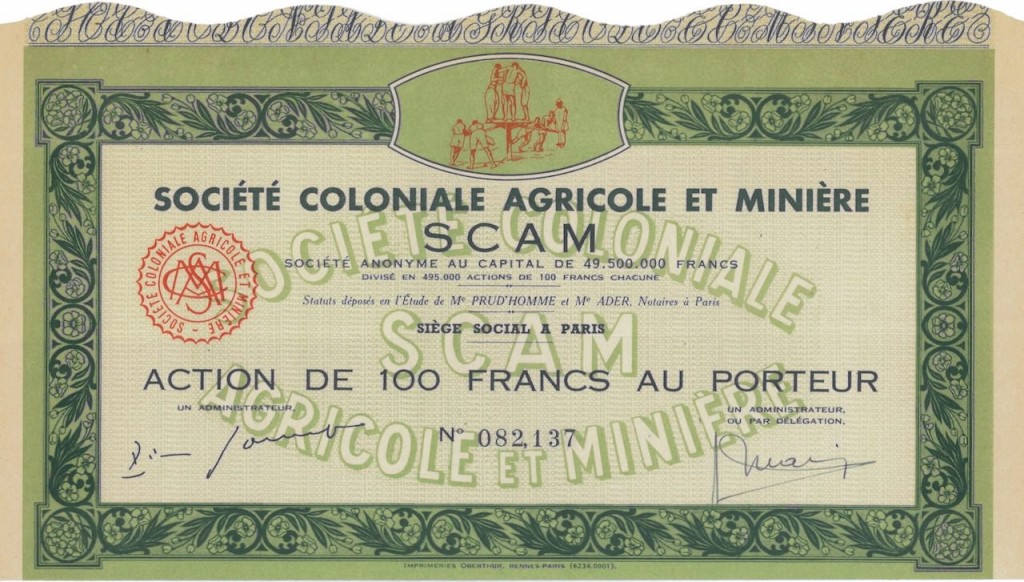 SOCIÉTÉ COLONIALE AGRICOLE ET MINIÈRE
SCAM
SOCIÉTÉ ANONYME AU CAPITAL DE 49.500.000 FRANCS
DIVISÉ EN 495.000 ACTIONS DE 100 FRANCS CHACUNE
Statuts déposés en l'Étude de Me PRUD'HOMME et Me ADER, Notaires à Paris
SIÈGE SOCIAL A PARIS
SOCIÉTÉ COLONIALE AGRICOLE ET MINIÈRE
SOCIÉTÉ COLONIALE
SCAM
AGRICOLE ET MINIÈRE
ACTION DE 100 FRANCS AU PORTEUR
UN ADMINISTRATEUR,
UN ADMINISTRATEUR,
OU PAR DÉLÉGATION,
No 082,137
IMPRIMERIES OBERTHUR, RENNES-PARIS (6234.0001).